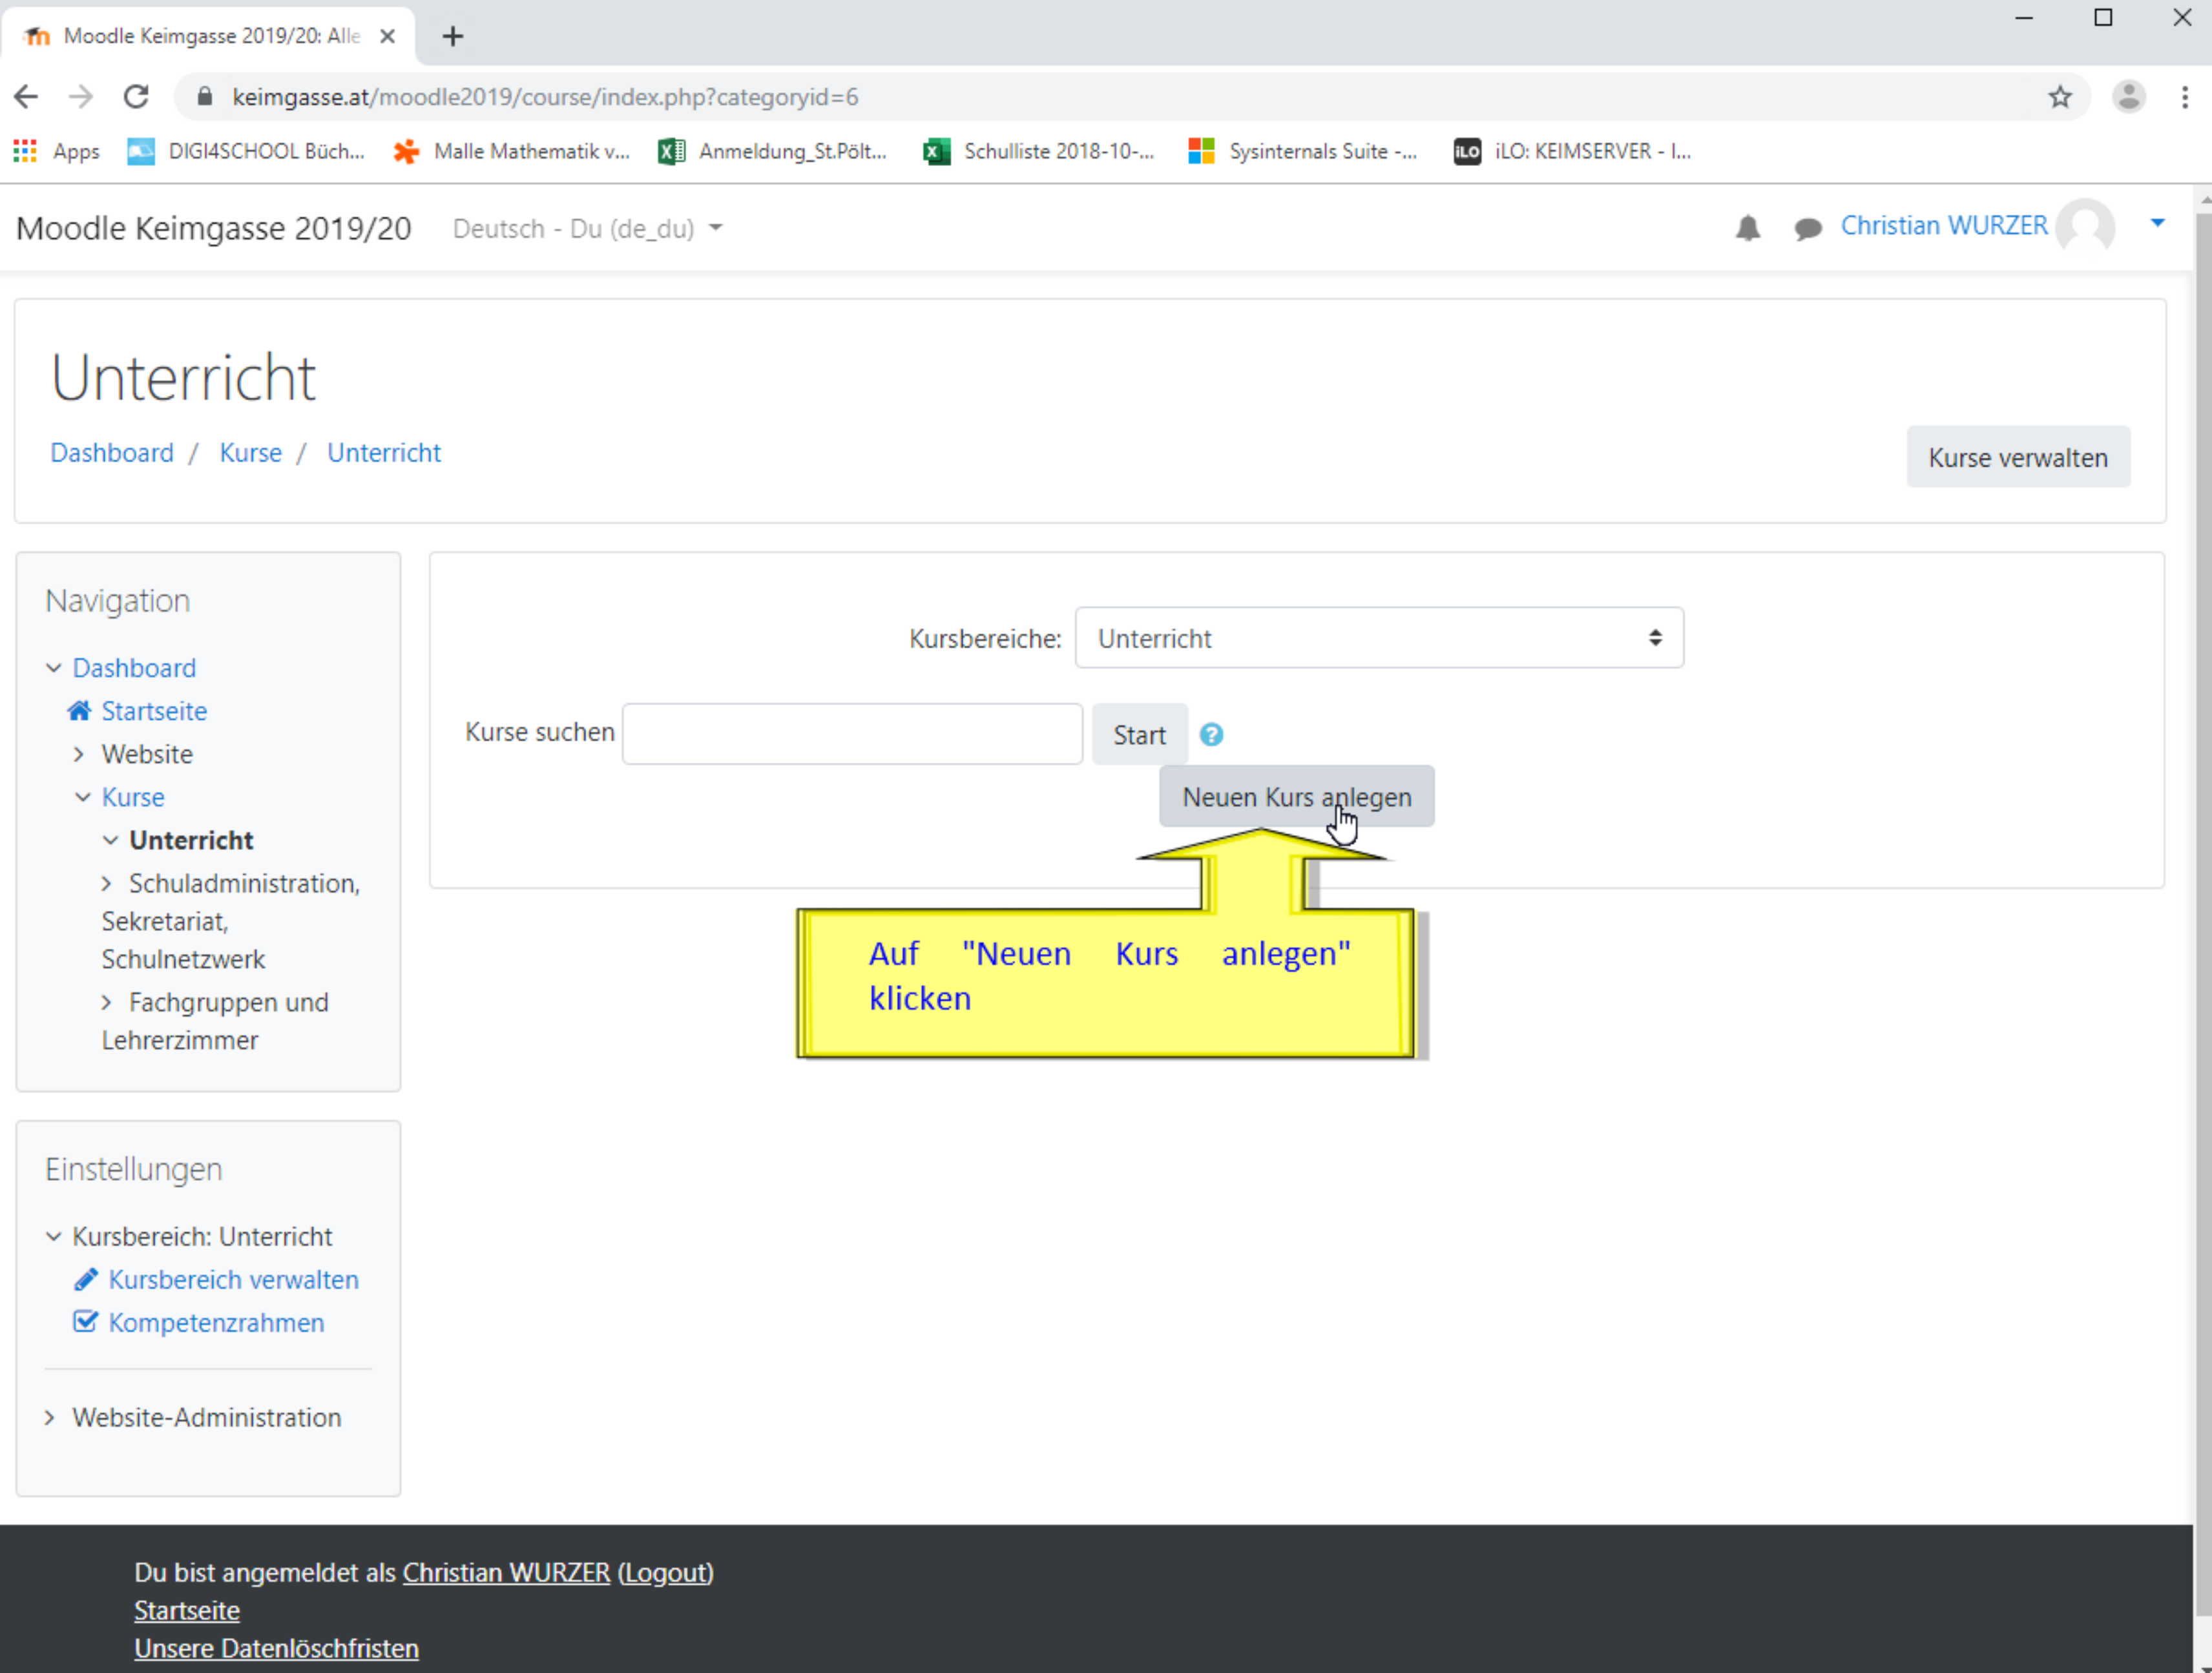 Moodle Keimgasse 2019/20: Alle
keimgasse.at/moodle2019/course/index.php?categoryid=6
Apps DIGI4SCHOOL Büch... Malle Mathematik v... Anmeldung_St.Pölt... Schulliste 2018-10-... Sysinternals Suite -... iLO iLO: KEIMSERVER - I...
Moodle Keimgasse 2019/20 Deutsch - Du (de_du) Christian WURZER
Unterricht
Dashboard / Kurse / Unterricht
Kurse verwalten
Navigation
Dashboard
Startseite
Website
Kurse
Unterricht
Schuladministration,
Sekretariat,
Schulnetzwerk
Fachgruppen und
Lehrerzimmer
Kursbereiche: Unterricht
Kurse suchen Start
Neuen Kurs anlegen
Auf "Neuen Kurs anlegen"
klicken
Einstellungen
Kursbereich: Unterricht
Kursbereich verwalten
Kompetenzrahmen
Website-Administration
Du bist angemeldet als Christian WURZER (Logout)
Startseite
Unsere Datenlöschfristen